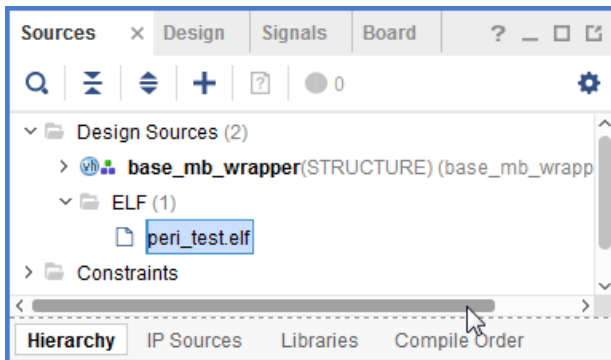 Sources × Design Signals Board ? _
0
Design Sources (2)
vh base_mb_wrapper(STRUCTURE) (base_mb_wrapp
ELF (1)
peri_test.elf
Constraints
Hierarchy IP Sources Libraries Compile Order